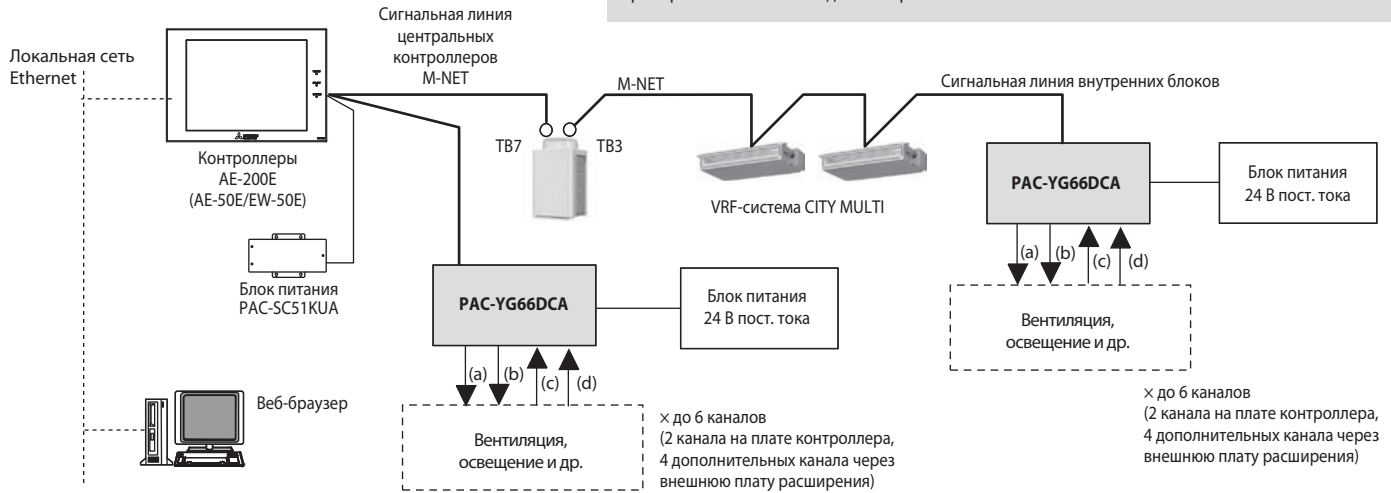 Сигнальная линия
центральных
контроллеров
M-NET
Локальная сеть
Ethernet
M-NET
Сигнальная линия внутренних блоков
TB7
TB3
Контроллеры
AE-200E
(AE-50E/EW-50E)
VRF-система CITY MULTI
PAC-YG66DCA
Блок питания
24 В пост. тока
(a)
(b)
(c)
(d)
Вентиляция,
освещение и др.
× до 6 каналов
(2 канала на плате контроллера,
4 дополнительных канала через
внешнюю плату расширения)
Блок питания
PAC-SC51KUA
PAC-YG66DCA
Блок питания
24 В пост. тока
(a)
(b)
(c)
(d)
Вентиляция,
освещение и др.
× до 6 каналов
(2 канала на плате контроллера,
4 дополнительных канала через
внешнюю плату расширения)
Веб-браузер